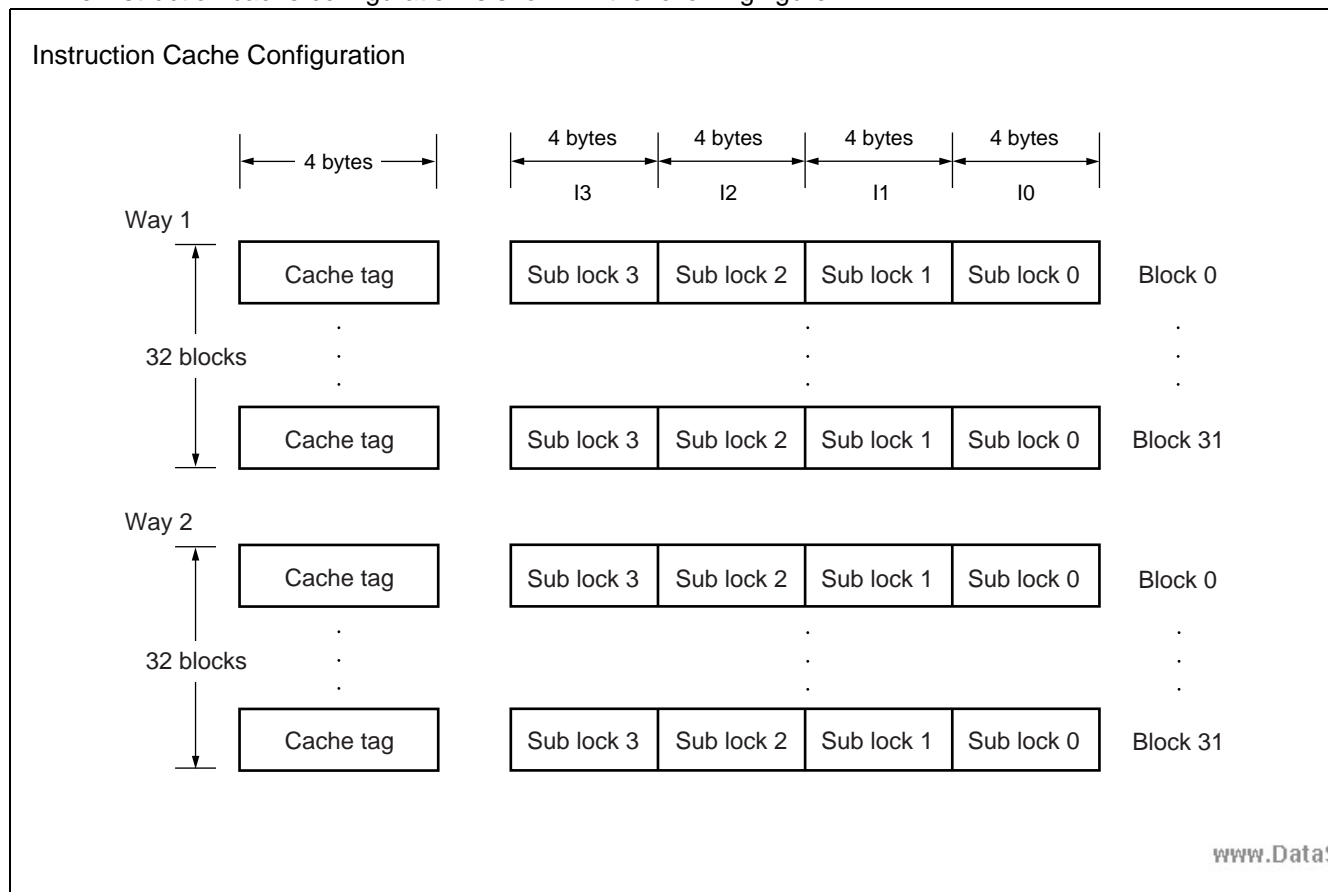 Instruction Cache Configuration
4 bytes 4 bytes 4 bytes 4 bytes 4 bytes
I3 I2 I1 I0
Way 1
Cache tag Sub lock 3 Sub lock 2 Sub lock 1 Sub lock 0 Block 0
32 blocks
Cache tag Sub lock 3 Sub lock 2 Sub lock 1 Sub lock 0 Block 31
Way 2
Cache tag Sub lock 3 Sub lock 2 Sub lock 1 Sub lock 0 Block 0
32 blocks
Cache tag Sub lock 3 Sub lock 2 Sub lock 1 Sub lock 0 Block 31